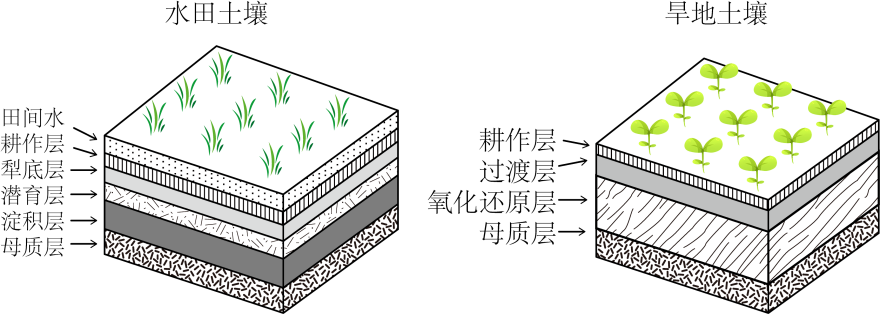 水田土壤
田间水
耕作层
犁底层
潜育层
淀积层
母质层
旱地土壤
耕作层
过渡层
氧化还原层
母质层